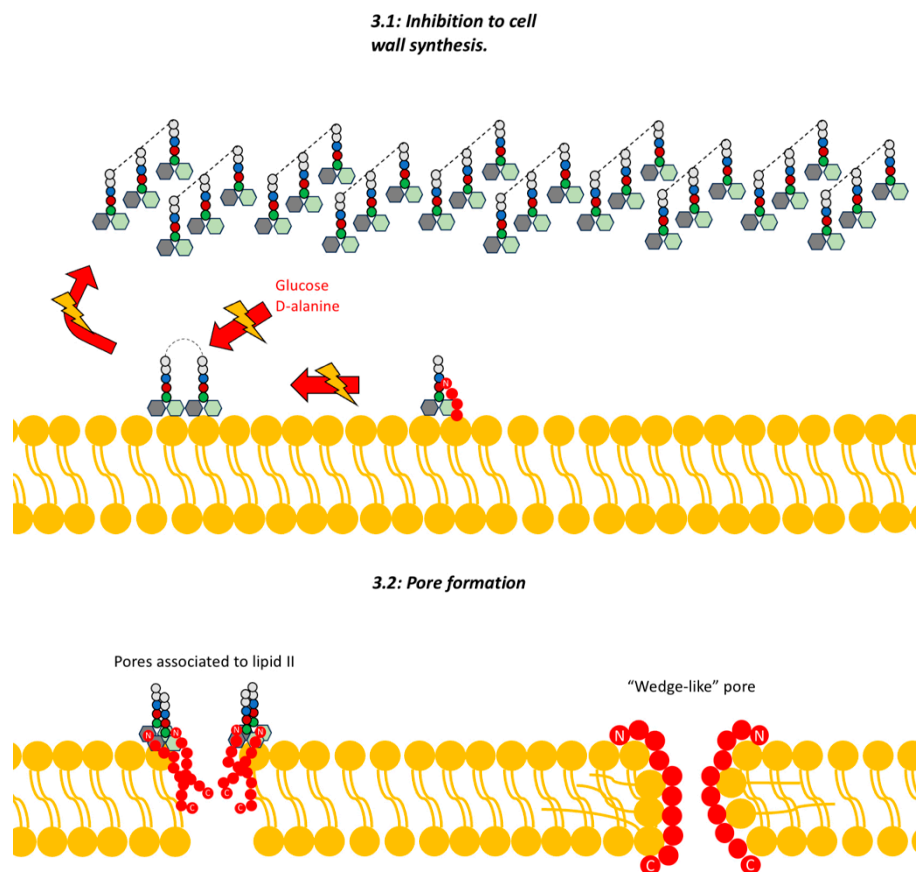 3.1: Inhibition to cell
wall synthesis.
Glucose
D-alanine
N
3.2: Pore formation
Pores associated to lipid II
"Wedge-like" pore
N
N
N
N
N
N
C
C
C
C
C
C